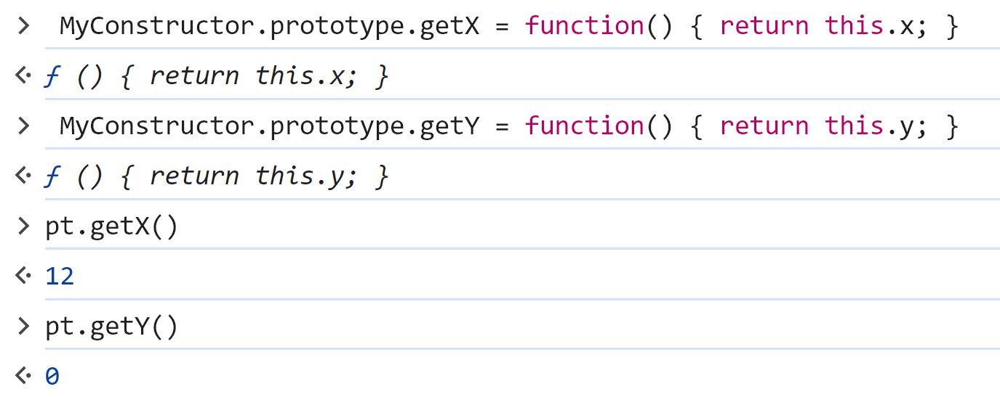 > MyConstructor.prototype.getX = function() { return this.x; }
ƒ () { return this.x; }
> MyConstructor.prototype.getY = function() { return this.y; }
ƒ () { return this.y; }
> pt.getX()
12
> pt.getY()
0